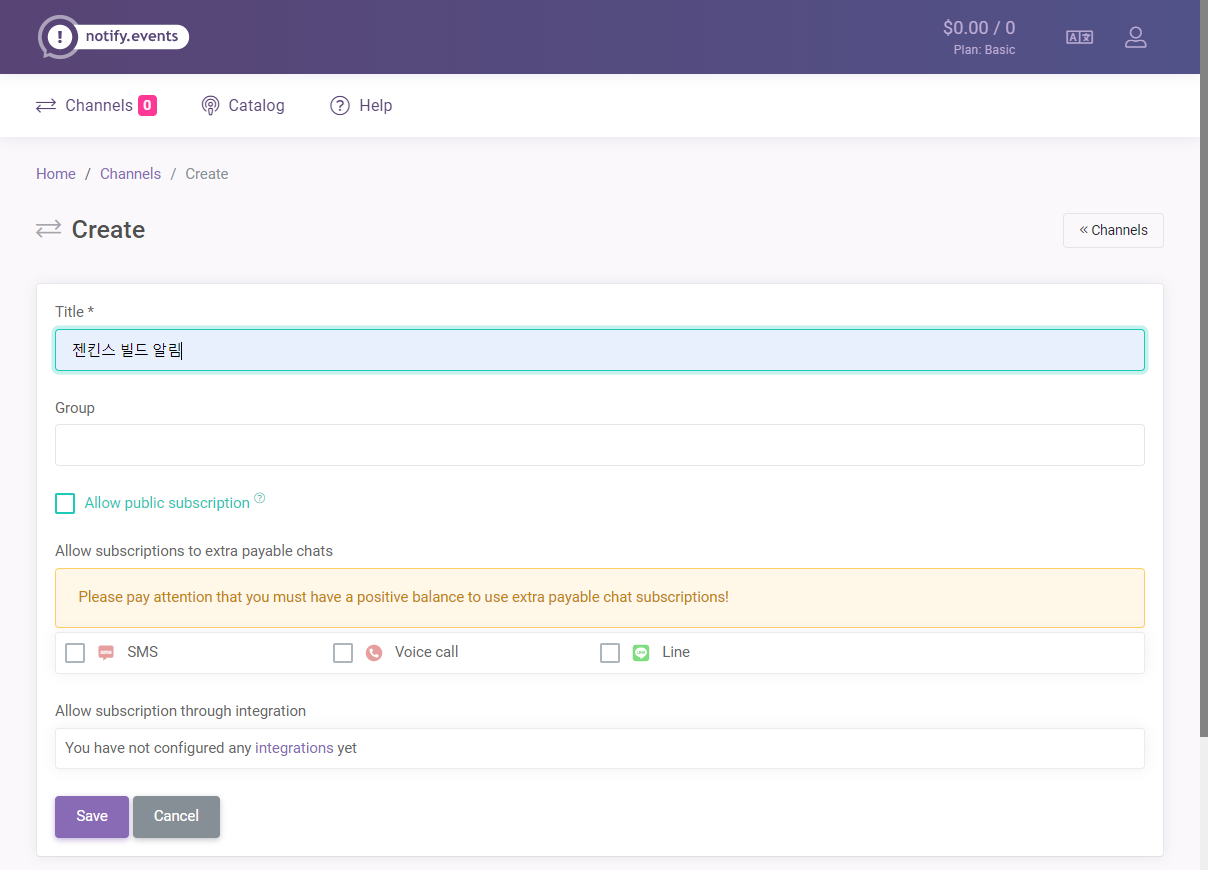 ! notify.events
$0.00 / 0
Plan: Basic
A 文
Channels 0
Catalog
? Help
Home / Channels / Create
Create
« Channels
Title *
젠킨스 빌드 알림
Group
Allow public subscription ?
Allow subscriptions to extra payable chats
Please pay attention that you must have a positive balance to use extra payable chat subscriptions!
SMS
Voice call
Line
Allow subscription through integration
You have not configured any integrations yet
Save
Cancel